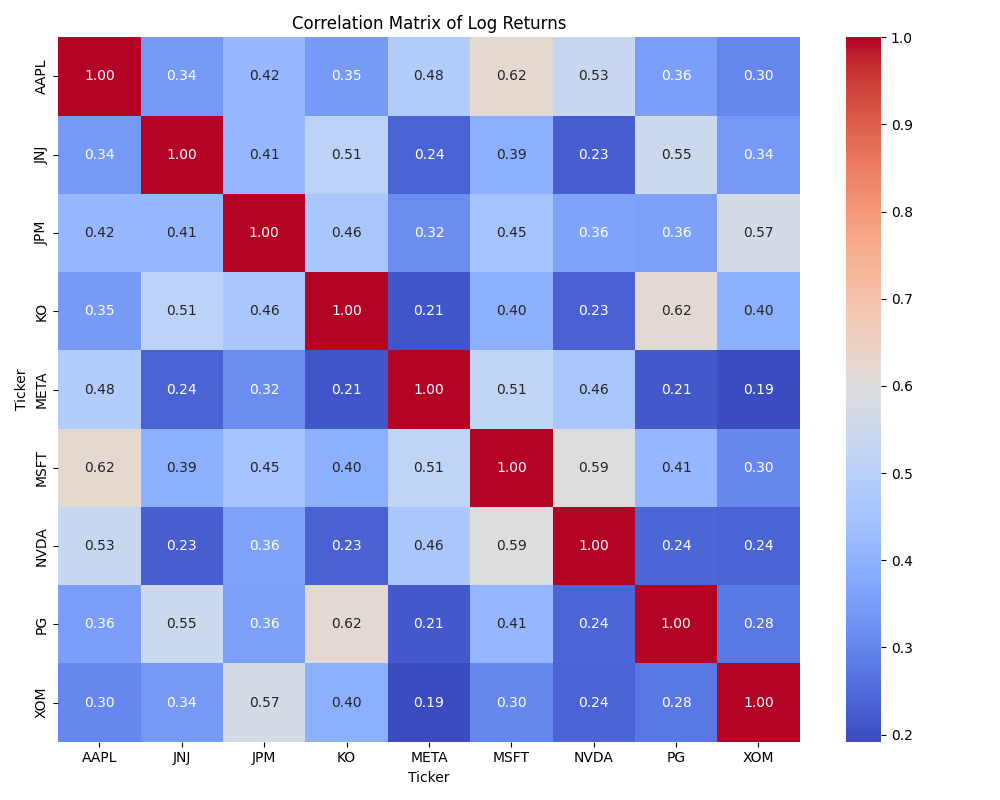 Correlation Matrix of Log Returns
AAPL 1.00 0.34 0.42 0.35 0.48 0.62 0.53 0.36 0.30
JNJ 0.34 1.00 0.41 0.51 0.24 0.39 0.23 0.55 0.34
JPM 0.42 0.41 1.00 0.46 0.32 0.45 0.36 0.36 0.57
KO 0.35 0.51 0.46 1.00 0.21 0.40 0.23 0.62 0.40
META 0.48 0.24 0.32 0.21 1.00 0.51 0.46 0.21 0.19
MSFT 0.62 0.39 0.45 0.40 0.51 1.00 0.59 0.41 0.30
NVDA 0.53 0.23 0.36 0.23 0.46 0.59 1.00 0.24 0.24
PG 0.36 0.55 0.36 0.62 0.21 0.41 0.24 1.00 0.28
XOM 0.30 0.34 0.57 0.40 0.19 0.30 0.24 0.28 1.00
AAPL JNJ JPM KO META MSFT NVDA PG XOM
Ticker
Ticker
1.0
0.9
0.8
0.7
0.6
0.5
0.4
0.3
0.2